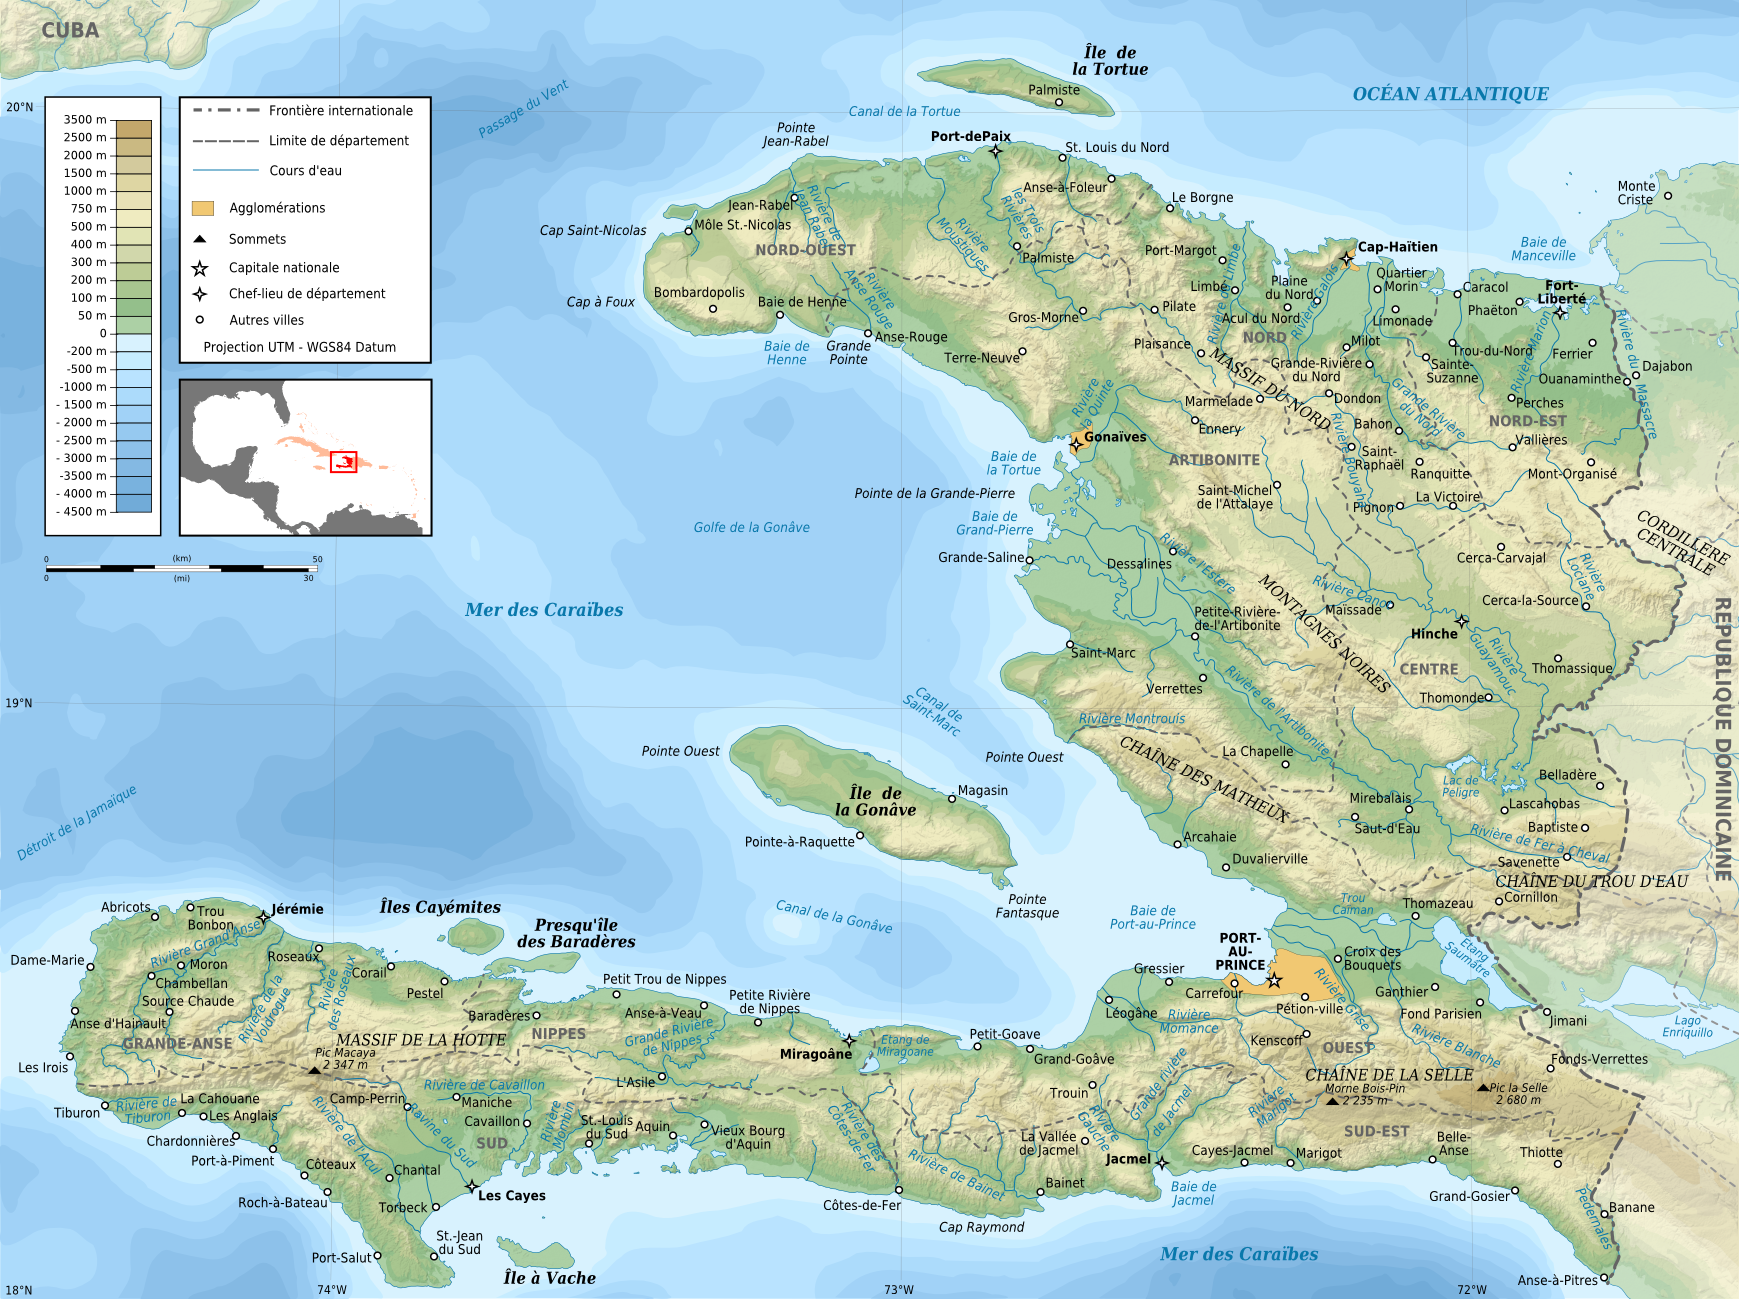 CUBA
20°N
19°N
18°N
74°W
73°W
72°W
3500 m
2500 m
2000 m
1500 m
1000 m
750 m
500 m
400 m
300 m
200 m
100 m
50 m
0
-200 m
-500 m
-1000 m
- 1500 m
- 2000 m
- 2500 m
- 3000 m
- 3500 m
- 4000 m
- 4500 m
Frontière internationale
Limite de département
Cours d'eau
Agglomérations
Sommets
Capitale nationale
Chef-lieu de département
Autres villes
Projection UTM - WGS84 Datum
0
(km)
50
0
(mi)
30
Passage du Vent
Canal de la Tortue
Île de
la Tortue
Palmiste
OCÉAN ATLANTIQUE
Pointe
Jean-Rabel
Port-dePaix
St. Louis du Nord
Anse-à-Foleur
Le Borgne
Monte
Criste
Jean-Rabel
Rivière de
Jean Rabel
Môle St.-Nicolas
Cap Saint-Nicolas
NORD-OUEST
Rivière
Moustiques
les Trois
Rivières
Palmiste
Port-Margot
Cap-Haïtien
Baie de
Manceville
Cap à Foux
Bombardopolis
Baie de Henne
Rivière
Anse Rouge
Baie de
Henne
Grande
Pointe
Anse-Rouge
Gros-Morne
Pilate
Limbé
Rivière du Limbé
Plaine
du Nord
Acul du Nord
Rivière Galois
Quartier
Morin
Limonade
Caracol
Phaëton
Fort-
Liberté
Rivière Marion
Ferrier
Rivière du Massacre
Dajabon
Ouanaminthe
Terre-Neuve
Plaisance
NORD
Milot
Grande-Rivière
du Nord
Trou-du-Nord
Sainte-
Suzanne
Perches
NORD-EST
MASSIF DU NORD
Marmelade
Dondon
Grande Rivière
du Nord
Bahon
Vallières
Rivière
la Quinte
Gonaïves
Ennery
ARTIBONITE
Saint-
Raphaël
Ranquitte
Mont-Organisé
Rivière Bouyaha
Baie de
la Tortue
Pointe de la Grande-Pierre
Saint-Michel
de l'Attalaye
La Victoire
Pignon
Golfe de la Gonâve
Baie de
Grand-Pierre
CORDILLERE
CENTRALE
Grande-Saline
Dessalines
Rivière l'Estere
Cerca-Carvajal
Rivière
Lociane
Mer des Caraïbes
MONTAGNES NOIRES
Rivière Canot
Maïssade
Cerca-la-Source
Petite-Rivière-
de-l'Artibonite
Hinche
Rivière
Guayamouc
REPUBLIQUE DOMINICAINE
Saint-Marc
CENTRE
Thomassique
Verrettes
Rivière de l'Artibonite
Thomonde
Canal de
Saint-Marc
Rivière Montrouis
Pointe Ouest
Pointe Ouest
CHAÎNE DES MATHEUX
La Chapelle
Lac de
Peligre
Belladère
Île de
la Gonâve
Magasin
Mirebalais
Saut-d'Eau
Lascahobas
Baptiste
Détroit de la Jamaïque
Pointe-à-Raquette
Arcahaie
Duvalierville
Rivière de Fer à Cheval
Savenette
CHAÎNE DU TROU D'EAU
Cornillon
Pointe
Fantasque
Trou
Caïman
Thomazeau
Abricots
Trou
Bonbon
Jérémie
Îles Cayémites
Presqu'île
des Baradères
Canal de la Gonâve
Baie de
Port-au-Prince
PORT-
AU-
PRINCE
Croix des
Bouquets
Etang
Saumâtre
Dame-Marie
Rivière Grand'Anse
Moron
Roseaux
Corail
Chambellan
Source Chaude
Anse d'Hainault
Rivière de la
Voldrogue
Rivière
des Roseaux
Pestel
Petit Trou de Nippes
Petite Rivière
de Nippes
Baradères
Anse-à-Veau
Gressier
Carrefour
Pétion-ville
Rivière Grise
Ganthier
Fond Parisien
Jimani
Lago
Enriquillo
Léogâne
Rivière
Momance
Kenscoff
OUEST
Rivière Blanche
GRANDE-ANSE
MASSIF DE LA HOTTE
NIPPES
Grande Rivière
de Nippes
Miragoâne
Etang de
Miragoane
Petit-Goave
Grand-Goâve
Les Irois
Pic Macaya
2 347 m
L'Asile
Fonds-Verrettes
CHAÎNE DE LA SELLE
Morne Bois-Pin
2 235 m
Pic la Selle
2 680 m
Tiburon
Rivière de
Tiburon
La Cahouane
Les Anglais
Camp-Perrin
Rivière de Cavaillon
Maniche
Cavaillon
Trouin
Grande rivière
de Jacmel
Rivière
Marigot
Chardonnières
Port-à-Piment
Rivière de l'Acul
Ravine du Sud
SUD
Rivière
Mombin
St.-Louis
du Sud
Aquin
Vieux Bourg
d'Aquin
Rivière des
Côtes-de-Fer
Rivière
Gauche
La Vallée
de Jacmel
SUD-EST
Belle-
Anse
Thiotte
Côteaux
Chantal
Rivière de Bainet
Jacmel
Cayes-Jacmel
Marigot
Roch-à-Bateau
Les Cayes
Torbeck
Côtes-de-Fer
Bainet
Baie de
Jacmel
Grand-Gosier
Pedernales
Banane
Cap Raymond
Port-Salut
St.-Jean
du Sud
Île à Vache
Mer des Caraïbes
Anse-à-Pitres